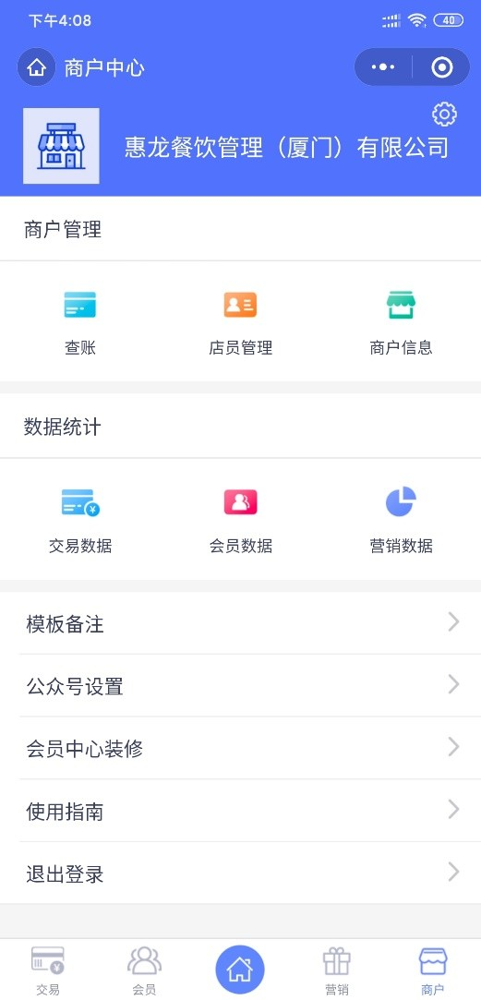 下午4:08
40
商户中心
惠龙餐饮管理（厦门）有限公司
商户管理
查账 店员管理 商户信息
数据统计
¥
交易数据 会员数据 营销数据
模板备注
公众号设置
会员中心装修
使用指南
退出登录
¥
交易 会员 营销 商户